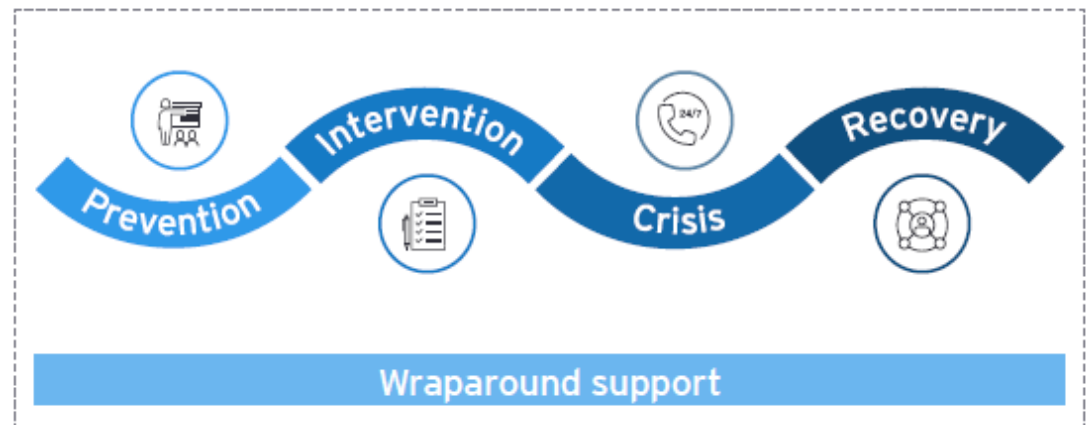 Prevention
Intervention
24/7
Crisis
Recovery
Wraparound support